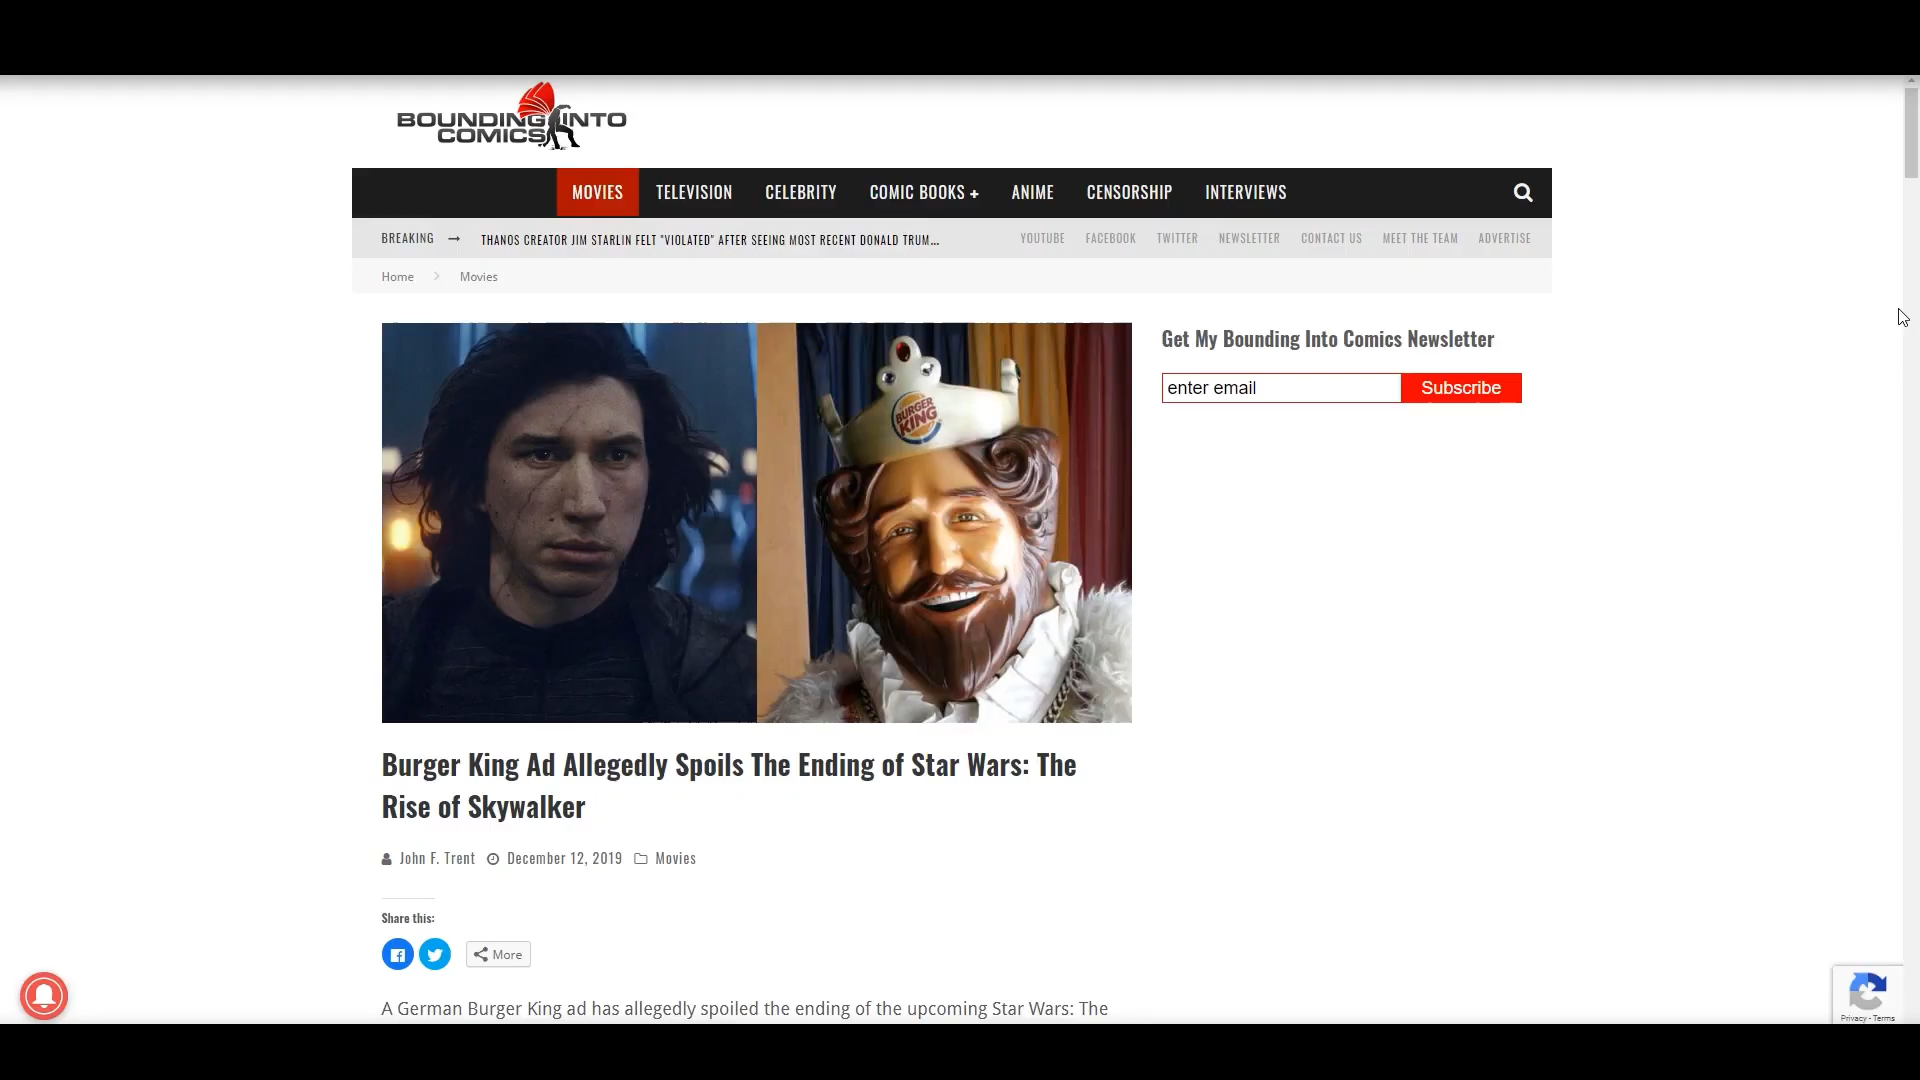 BOUNDING INTO
COMICS
MOVIES TELEVISION CELEBRITY COMIC BOOKS + ANIME CENSORSHIP INTERVIEWS
BREAKING → THANOS CREATOR JIM STARLIN FELT "VIOLATED" AFTER SEEING MOST RECENT DONALD TRUM... YOUTUBE FACEBOOK TWITTER NEWSLETTER CONTACT US MEET THE TEAM ADVERTISE
Home > Movies
BURGER
KING
Get My Bounding Into Comics Newsletter
enter email Subscribe
Burger King Ad Allegedly Spoils The Ending of Star Wars: The
Rise of Skywalker
John F. Trent December 12, 2019 Movies
Share this:
More
A German Burger King ad has allegedly spoiled the ending of the upcoming Star Wars: The
Privacy - Terms